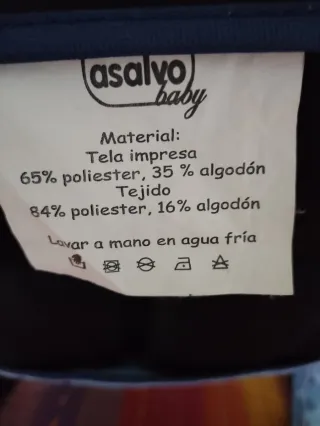 asalvo
baby
Material:
Tela impresa
65% poliester, 35 % algodón
Tejido
84% poliester, 16% algodón
Lavar a mano en agua fría